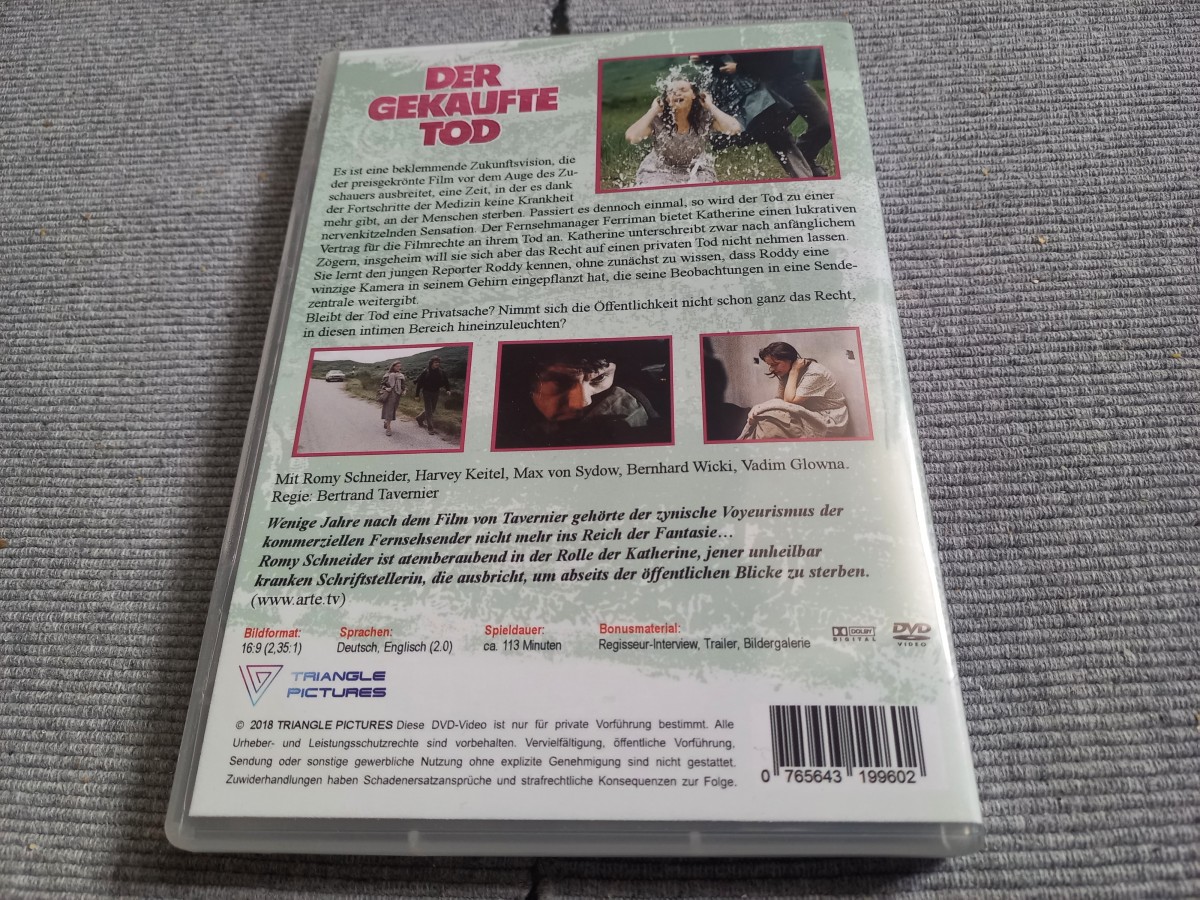 DER
GEKAUFTE
TOD
Es ist eine beklemmende Zukunftsvision, die
der preisgekrönte Film vor dem Auge des Zu-
schauers ausbreitet, eine Zeit, in der es dank
der Fortschritte der Medizin keine Krankheit
mehr gibt, an der Menschen sterben. Passiert es dennoch einmal, so wird der Tod zu einer
nervenkitzelnden Sensation. Der Fernsehmanager Ferriman bietet Katherine einen lukrativen
Vertrag für die Filmrechte an ihrem Tod an. Katherine unterschreibt zwar nach anfänglichem
Zögern, insgeheim will sie sich aber das Recht auf einen privaten Tod nicht nehmen lassen.
Sie lernt den jungen Reporter Roddy kennen, ohne zunächst zu wissen, dass Roddy eine
winzige Kamera in seinem Gehirn eingepflanzt hat, die seine Beobachtungen in eine Sende-
zentrale weitergibt.
Bleibt der Tod eine Privatsache? Nimmt sich die Öffentlichkeit nicht schon ganz das Recht,
in diesen intimen Bereich hineinzuleuchten?
Mit Romy Schneider, Harvey Keitel, Max von Sydow, Bernhard Wicki, Vadim Glowna.
Regie: Bertrand Tavernier
Wenige Jahre nach dem Film von Tavernier gehörte der zynische Voyeurismus der
kommerziellen Fernsehsender nicht mehr ins Reich der Fantasie...
Romy Schneider ist atemberaubend in der Rolle der Katherine, jener unheilbar
kranken Schriftstellerin, die ausbricht, um abseits der öffentlichen Blicke zu sterben.
(www.arte.tv)
Bildformat: Sprachen: Spieldauer: Bonusmaterial:
16:9 (2,35:1) Deutsch, Englisch (2.0) ca. 113 Minuten Regisseur-Interview, Trailer, Bildergalerie
DOLBY
DIGITAL
DVD
VIDEO
TRIANGLE
PICTURES
© 2018 TRIANGLE PICTURES Diese DVD-Video ist nur für private Vorführung bestimmt. Alle
Urheber- und Leistungsschutzrechte sind vorbehalten. Vervielfältigung, öffentliche Vorführung,
Sendung oder sonstige gewerbliche Nutzung ohne explizite Genehmigung sind nicht gestattet.
Zuwiderhandlungen haben Schadenersatzansprüche und strafrechtliche Konsequenzen zur Folge.
0 765643 199602